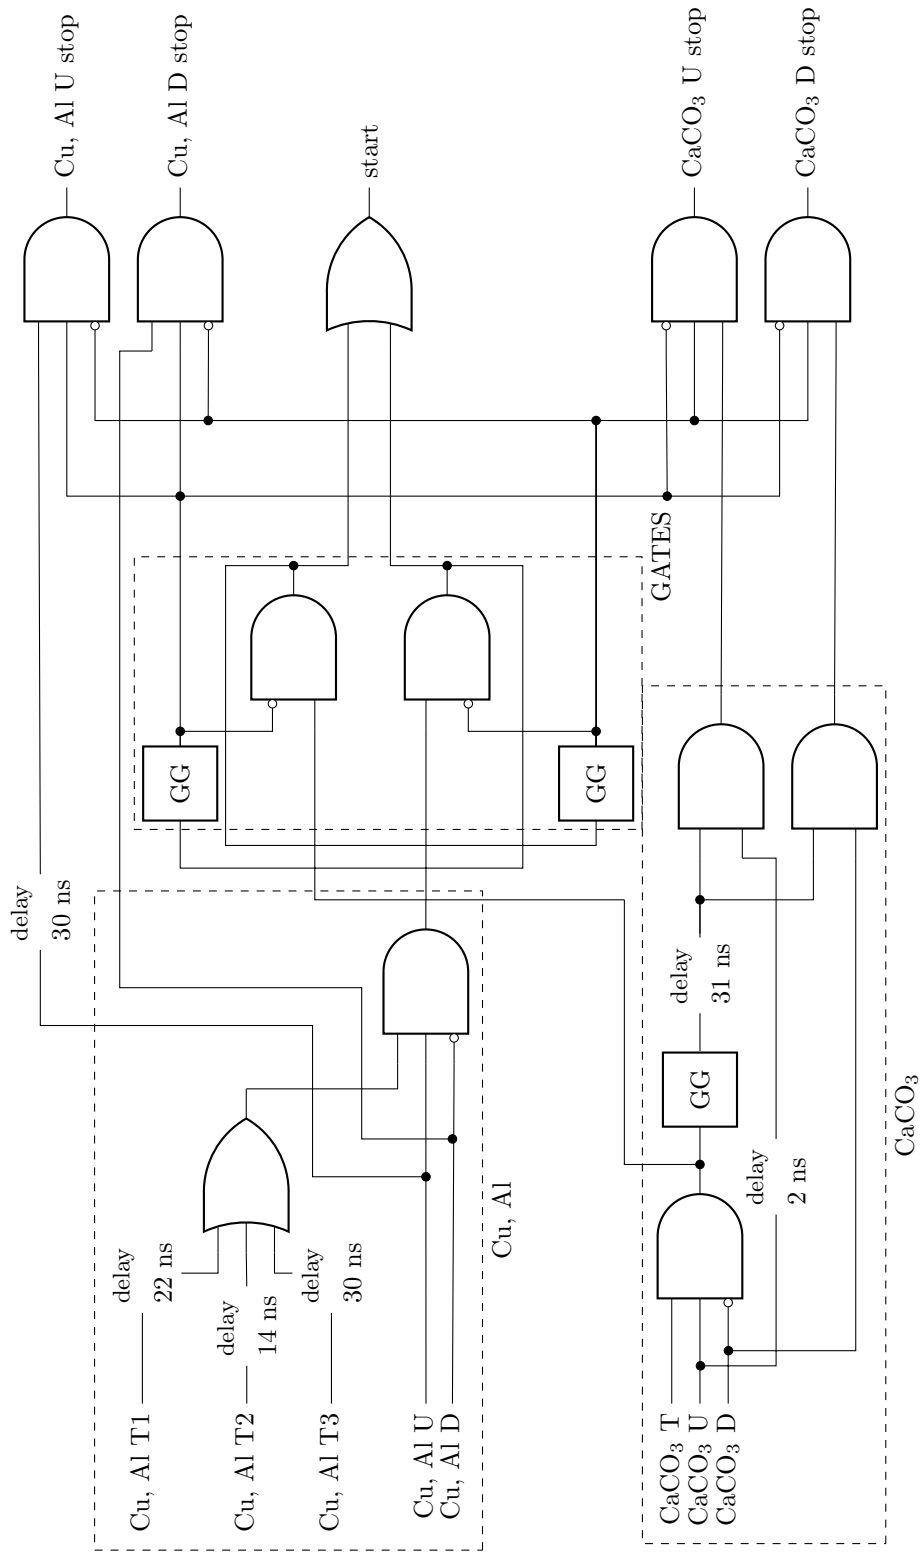 Cu, Al U stop
Cu, Al D stop
start
CaCO₃ U stop
CaCO₃ D stop
GATES
GG
GG
delay
30 ns
delay
31 ns
GG
CaCO₃
delay
2 ns
Cu, Al
delay
22 ns
delay
14 ns
delay
30 ns
Cu, Al T1
Cu, Al T2
Cu, Al T3
Cu, Al U
Cu, Al D
CaCO₃ T
CaCO₃ U
CaCO₃ D